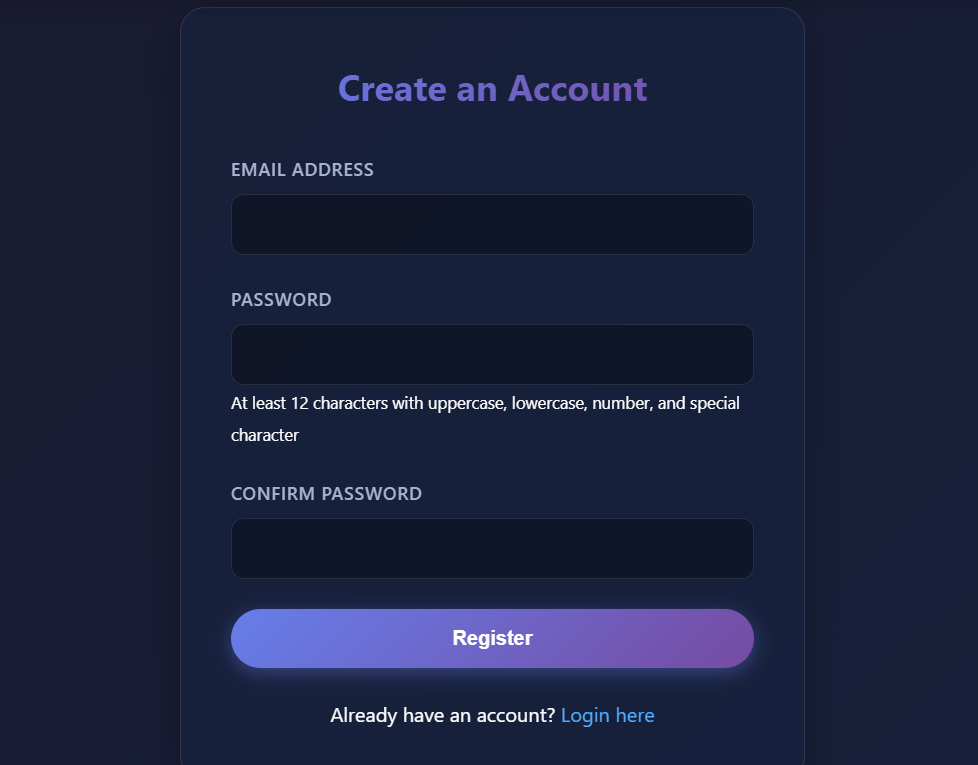 Create an Account
EMAIL ADDRESS
PASSWORD
At least 12 characters with uppercase, lowercase, number, and special
character
CONFIRM PASSWORD
Register
Already have an account? Login here